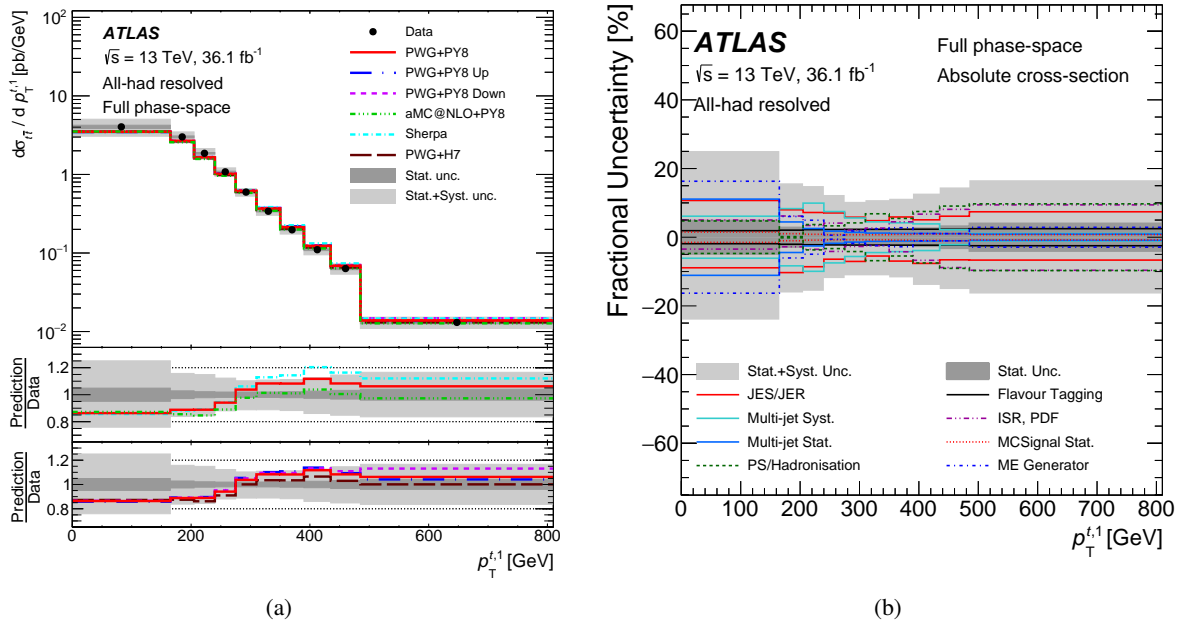 10²
10
1
10⁻¹
10⁻²
dσ_{tt̄} / d p_T^{t,1} [pb/GeV]
ATLAS
√s = 13 TeV, 36.1 fb⁻¹
All-had resolved
Full phase-space
Data
PWG+PY8
PWG+PY8 Up
PWG+PY8 Down
aMC@NLO+PY8
Sherpa
PWG+H7
Stat. unc.
Stat.+Syst. unc.
Prediction
Data
1.2
1
0.8
Prediction
Data
1.2
1
0.8
0 200 400 600 800
p_T^{t,1} [GeV]
(a)
Fractional Uncertainty [%]
60
40
20
0
−20
−40
−60
ATLAS
√s = 13 TeV, 36.1 fb⁻¹
All-had resolved
Full phase-space
Absolute cross-section
Stat.+Syst. Unc.
JES/JER
Multi-jet Syst.
Multi-jet Stat.
PS/Hadronisation
Stat. Unc.
Flavour Tagging
ISR, PDF
MCSignal Stat.
ME Generator
0 100 200 300 400 500 600 700 800
p_T^{t,1} [GeV]
(b)